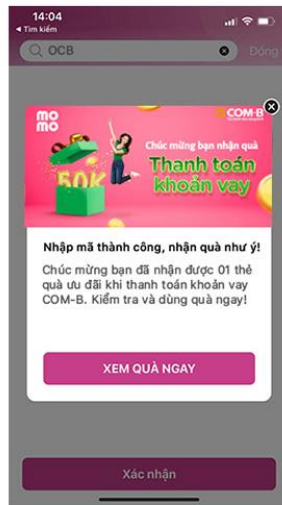 14:04
Tìm kiếm
OCB
Đóng
mo
mo
COM-B
Chúc mừng bạn nhận quà
Thanh toán
khoản vay
50K
Nhập mã thành công, nhận quà như ý!
Chúc mừng bạn đã nhận được 01 thẻ
quà ưu đãi khi thanh toán khoản vay
COM-B. Kiểm tra và dùng quà ngay!
XEM QUÀ NGAY
Xác nhận